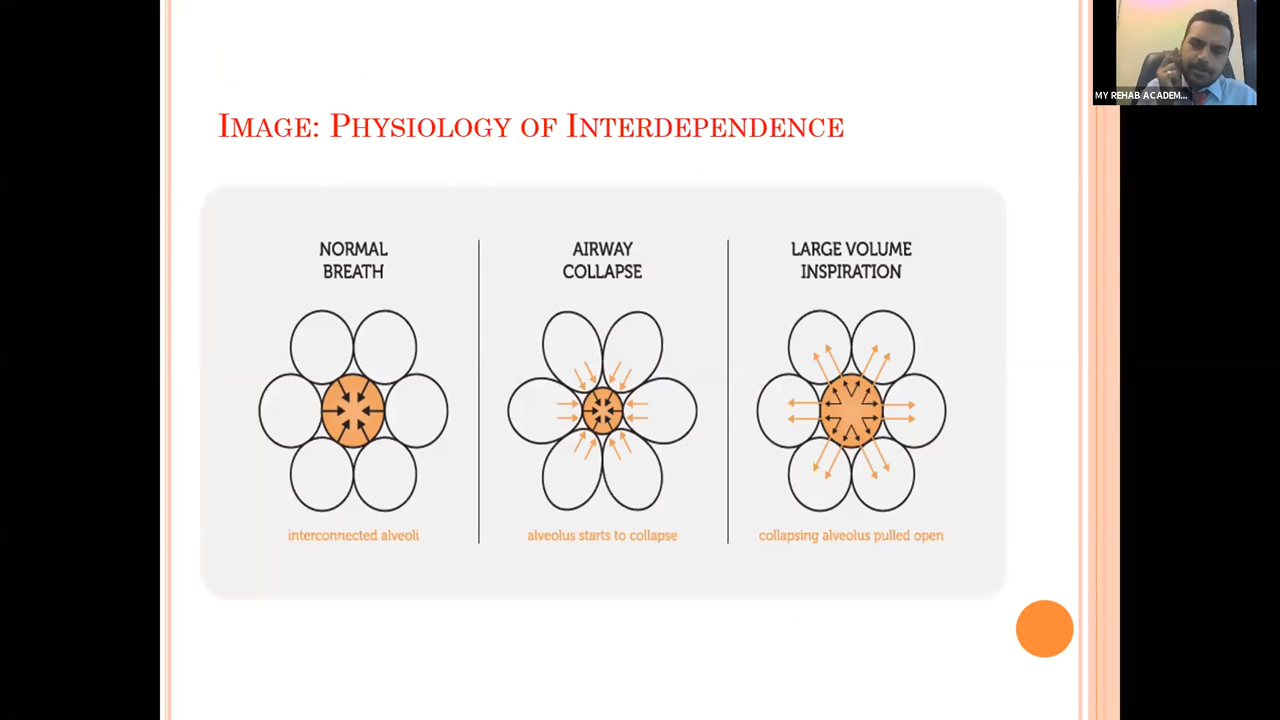 MY REHAB ACADEM...
IMAGE: PHYSIOLOGY OF INTERDEPENDENCE
NORMAL
BREATH
AIRWAY
COLLAPSE
LARGE VOLUME
INSPIRATION
interconnected alveoli
alveolus starts to collapse
collapsing alveolus pulled open